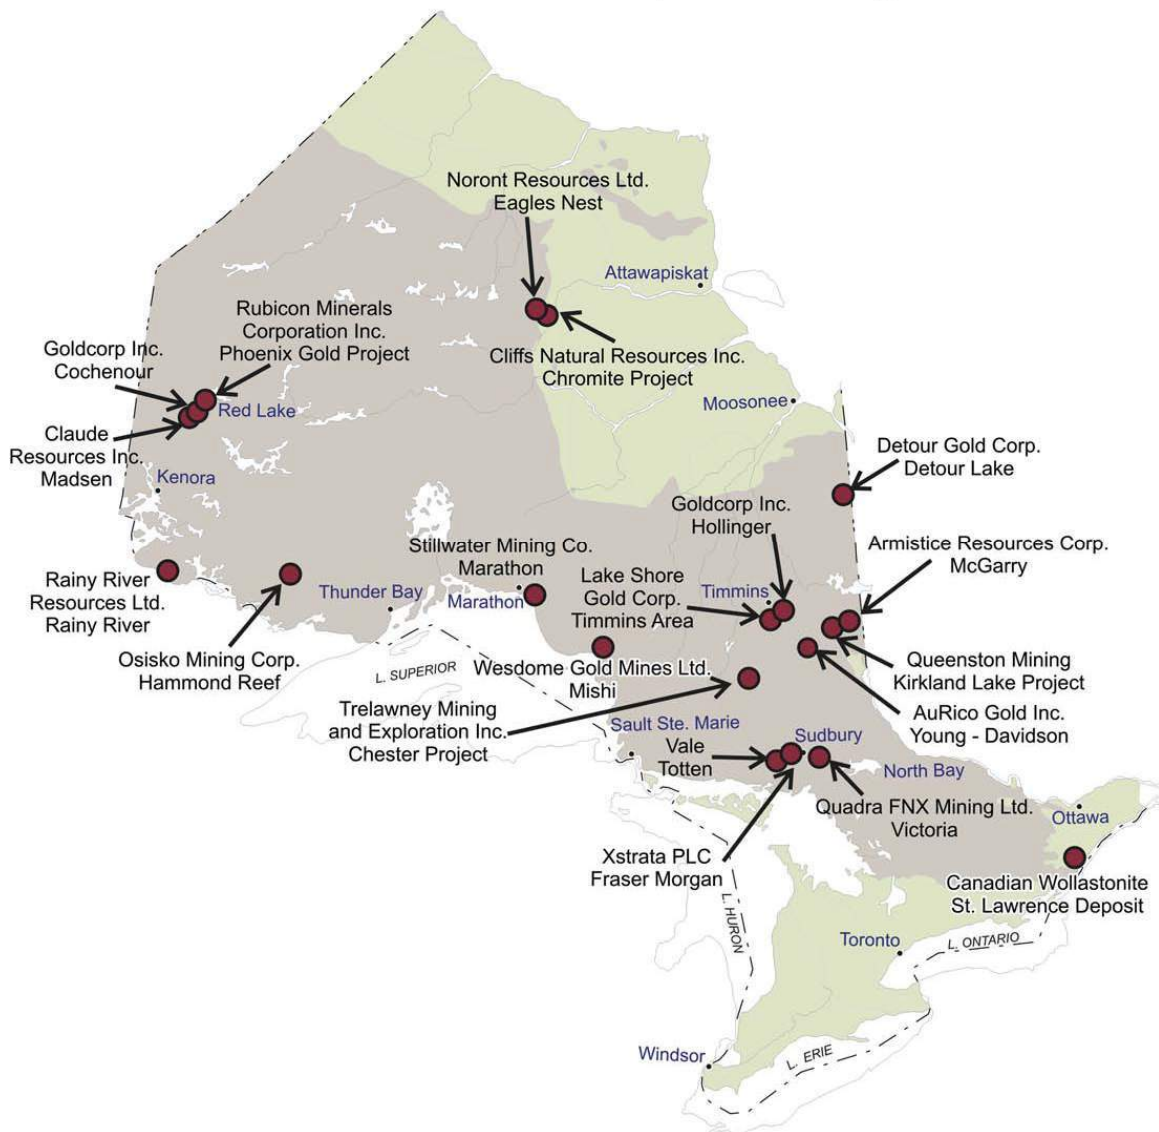 Noront Resources Ltd.
Eagles Nest
Attawapiskat
Rubicon Minerals
Corporation Inc.
Phoenix Gold Project
Goldcorp Inc.
Cochenour
Cliffs Natural Resources Inc.
Chromite Project
Red Lake
Moosonee
Claude
Resources Inc.
Madsen
Kenora
Detour Gold Corp.
Detour Lake
Goldcorp Inc.
Hollinger
Armistice Resources Corp.
McGarry
Stillwater Mining Co.
Marathon
Lake Shore
Gold Corp.
Timmins Area
Timmins
Rainy River
Resources Ltd.
Rainy River
Thunder Bay
Marathon
Osisko Mining Corp.
Hammond Reef
L. SUPERIOR
Wesdome Gold Mines Ltd.
Mishi
Queenston Mining
Kirkland Lake Project
Trelawney Mining
and Exploration Inc.
Chester Project
AuRico Gold Inc.
Young - Davidson
Sault Ste. Marie
Vale
Totten
Sudbury
North Bay
Quadra FNX Mining Ltd.
Victoria
Ottawa
Xstrata PLC
Fraser Morgan
Canadian Wollastonite
St. Lawrence Deposit
L. HURON
Toronto
L. ONTARIO
Windsor
L. ERIE